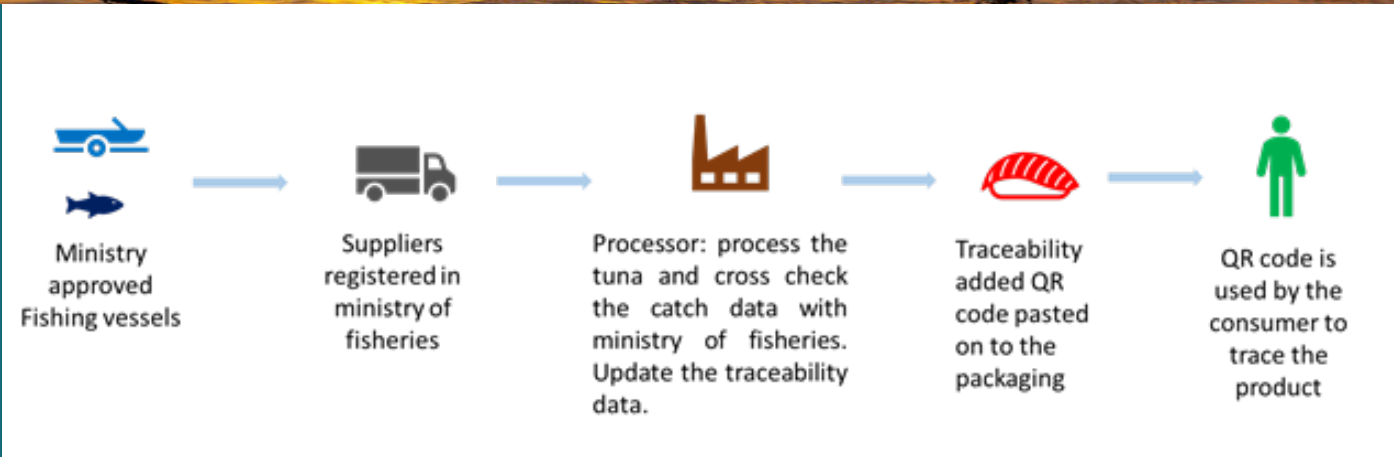 Ministry
approved
Fishing vessels
Suppliers
registered in
ministry of
fisheries
Processor: process the
tuna and cross check
the catch data with
ministry of fisheries.
Update the traceability
data.
Traceability
added QR
code pasted
on to the
packaging
QR code is
used by the
consumer to
trace the
product